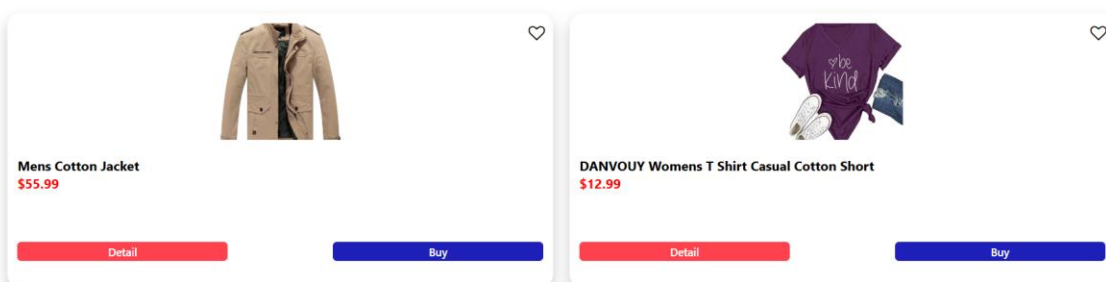 be
kind
Mens Cotton Jacket
$55.99
Detail
Buy
DANVOUY Womens T Shirt Casual Cotton Short
$12.99
Detail
Buy